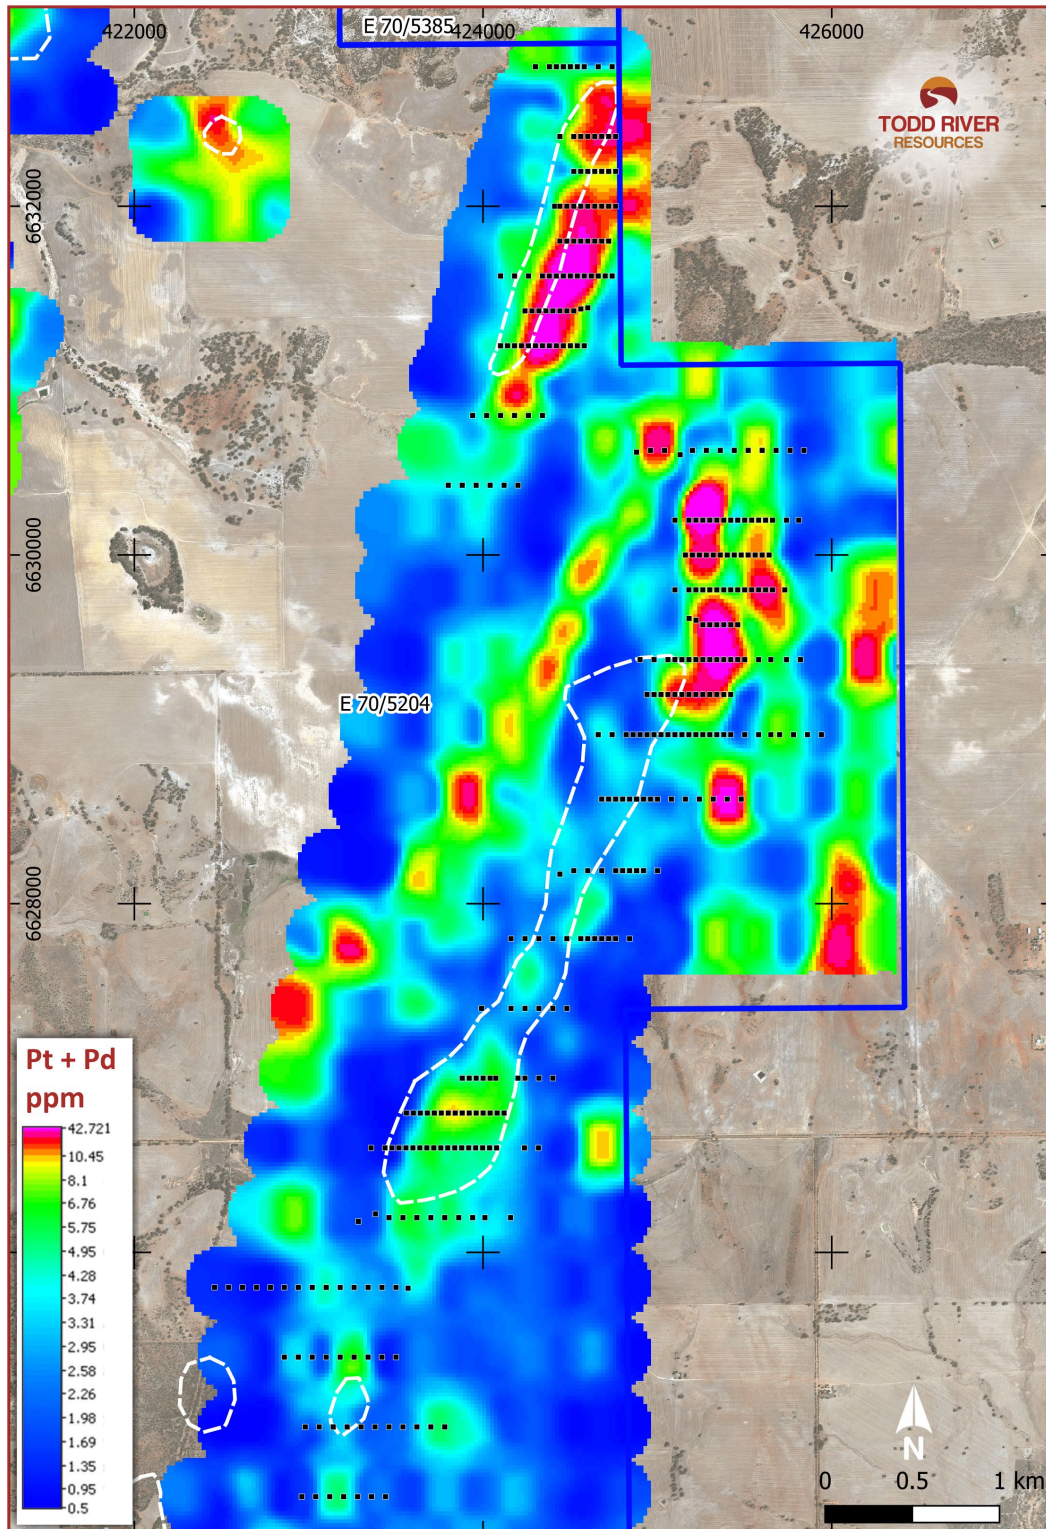 E 70/5385
422000
424000
426000
TODD RIVER
RESOURCES
6632000
6630000
E 70/5204
6628000
Pt + Pd
ppm
42.721
10.45
8.1
6.76
5.75
4.95
4.28
3.74
3.31
2.95
2.58
2.26
1.98
1.69
1.35
0.95
0.5
N
0 0.5 1 km